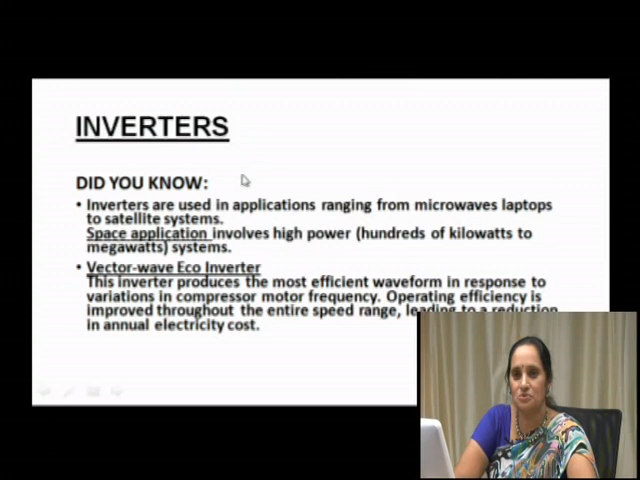 INVERTERS
DID YOU KNOW:
• Inverters are used in applications ranging from microwaves laptops
to satellite systems.
Space application involves high power (hundreds of kilowatts to
megawatts) systems.
• Vector-wave Eco Inverter
This inverter produces the most efficient waveform in response to
variations in compressor motor frequency. Operating efficiency is
improved throughout the entire speed range, leading to a reduction
in annual electricity cost.